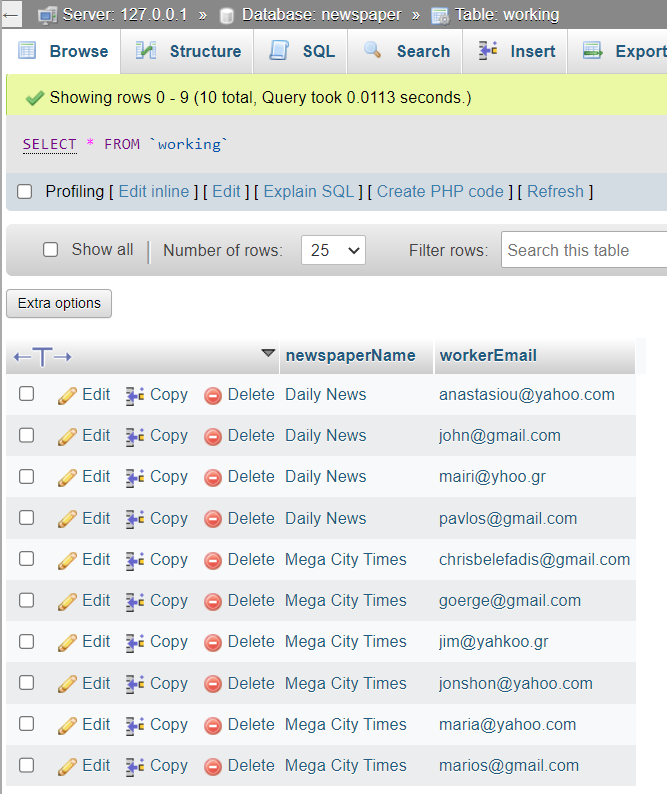 Server: 127.0.0.1 » Database: newspaper » Table: working
Browse Structure SQL Search Insert Export
Showing rows 0 - 9 (10 total, Query took 0.0113 seconds.)
SELECT * FROM `working`
Profiling [ Edit inline ] [ Edit ] [ Explain SQL ] [ Create PHP code ] [ Refresh ]
Show all Number of rows: 25 Filter rows: Search this table
Extra options
newspaperName workerEmail
Edit Copy Delete Daily News anastasiou@yahoo.com
Edit Copy Delete Daily News john@gmail.com
Edit Copy Delete Daily News mairi@yhoo.gr
Edit Copy Delete Daily News pavlos@gmail.com
Edit Copy Delete Mega City Times chrisbelefadis@gmail.com
Edit Copy Delete Mega City Times goerge@gmail.com
Edit Copy Delete Mega City Times jim@yahkoo.gr
Edit Copy Delete Mega City Times jonshon@yahoo.com
Edit Copy Delete Mega City Times maria@yahoo.com
Edit Copy Delete Mega City Times marios@gmail.com